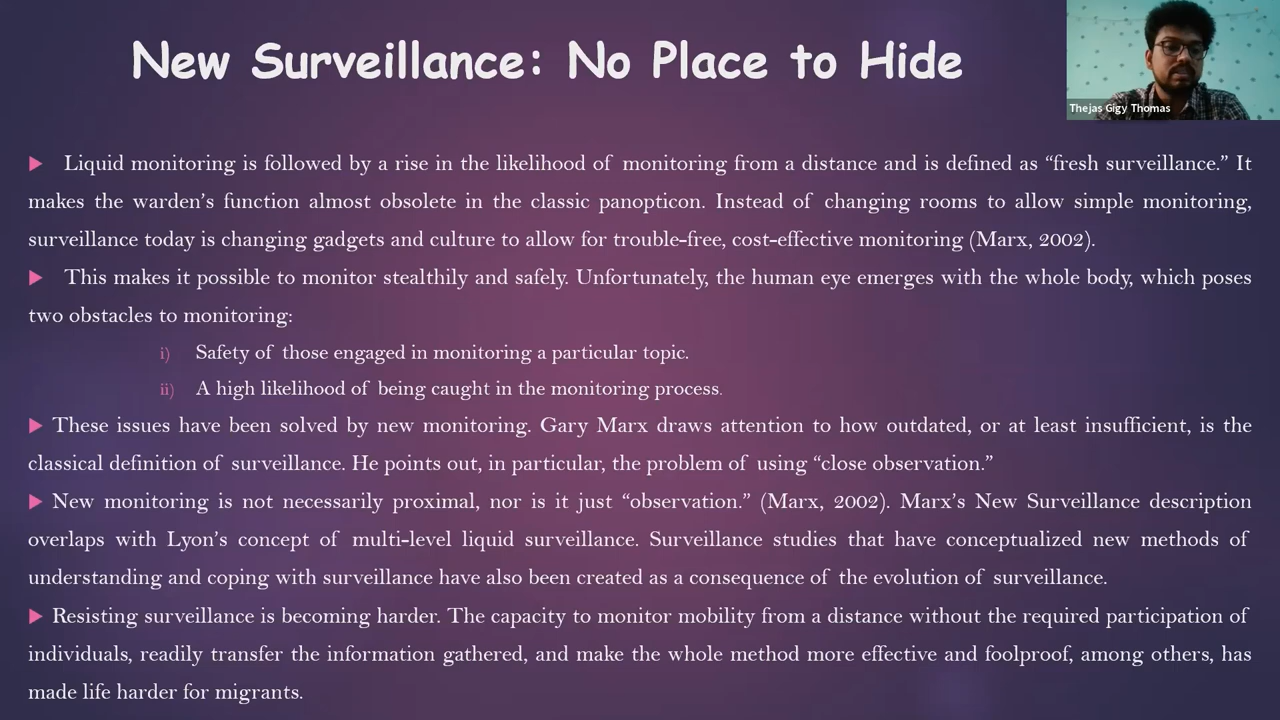 New Surveillance: No Place to Hide
Thejas Gigy Thomas
Liquid monitoring is followed by a rise in the likelihood of monitoring from a distance and is defined as “fresh surveillance.” It
makes the warden’s function almost obsolete in the classic panopticon. Instead of changing rooms to allow simple monitoring,
surveillance today is changing gadgets and culture to allow for trouble-free, cost-effective monitoring (Marx, 2002).
This makes it possible to monitor stealthily and safely. Unfortunately, the human eye emerges with the whole body, which poses
two obstacles to monitoring:
i) Safety of those engaged in monitoring a particular topic.
ii) A high likelihood of being caught in the monitoring process.
These issues have been solved by new monitoring. Gary Marx draws attention to how outdated, or at least insufficient, is the
classical definition of surveillance. He points out, in particular, the problem of using “close observation.”
New monitoring is not necessarily proximal, nor is it just “observation.” (Marx, 2002). Marx’s New Surveillance description
overlaps with Lyon’s concept of multi-level liquid surveillance. Surveillance studies that have conceptualized new methods of
understanding and coping with surveillance have also been created as a consequence of the evolution of surveillance.
Resisting surveillance is becoming harder. The capacity to monitor mobility from a distance without the required participation of
individuals, readily transfer the information gathered, and make the whole method more effective and foolproof, among others, has
made life harder for migrants.